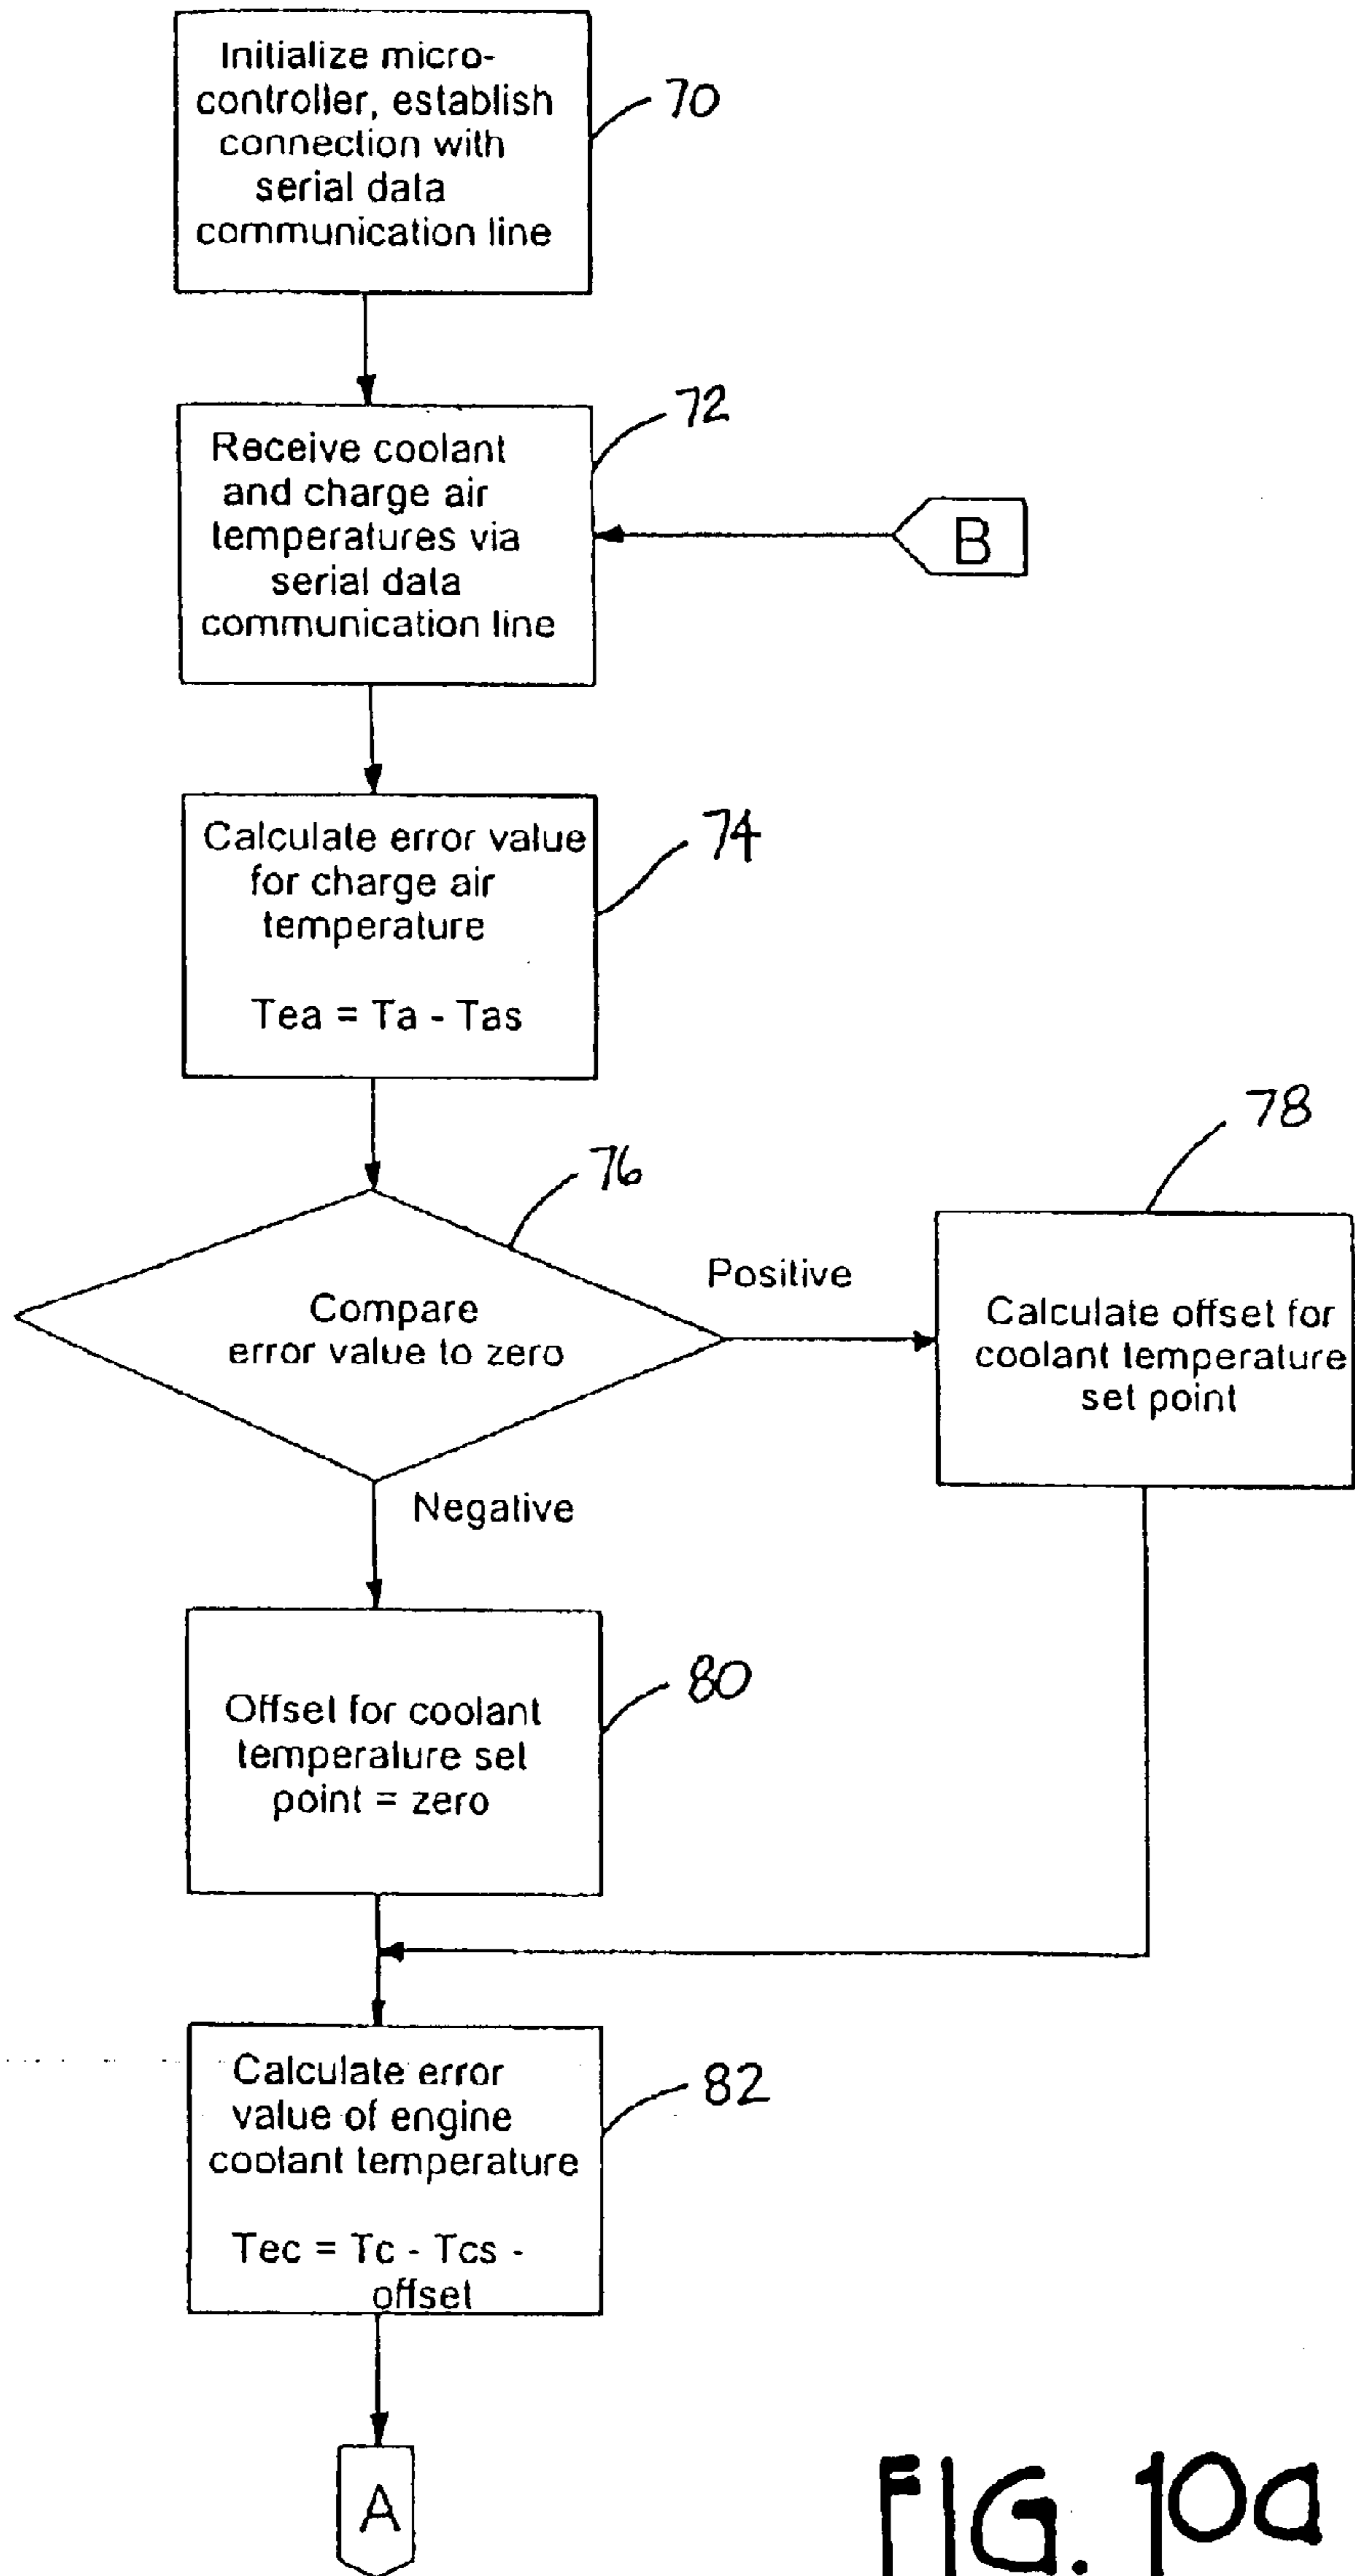 Initialize micro-
controller, establish
connection with
serial data
communication line
70
Receive coolant
and charge air
temperatures via
serial data
communication line
72
B
Calculate error value
for charge air
temperature
Tea = Ta - Tas
74
Compare
error value to zero
76
Positive
Negative
Calculate offset for
coolant temperature
set point
78
Offset for coolant
temperature set
point = zero
80
Calculate error
value of engine
coolant temperature
Tec = Tc - Tcs -
offset
82
A
FIG. 10a